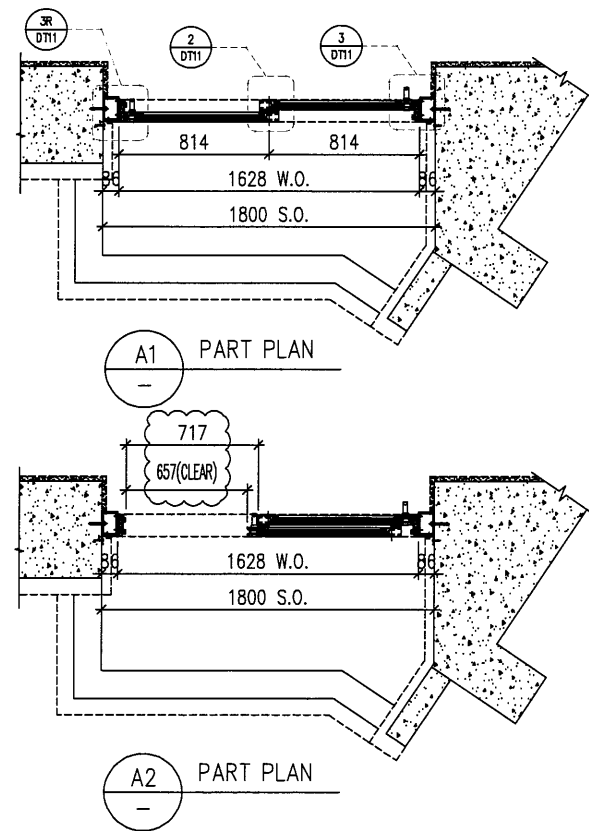 3R
DT11
2
DT11
3
DT11
814 814
86 1628 W.O. 86
1800 S.O.
A1 PART PLAN
–
717
657(CLEAR)
86 1628 W.O. 86
1800 S.O.
A2 PART PLAN
–